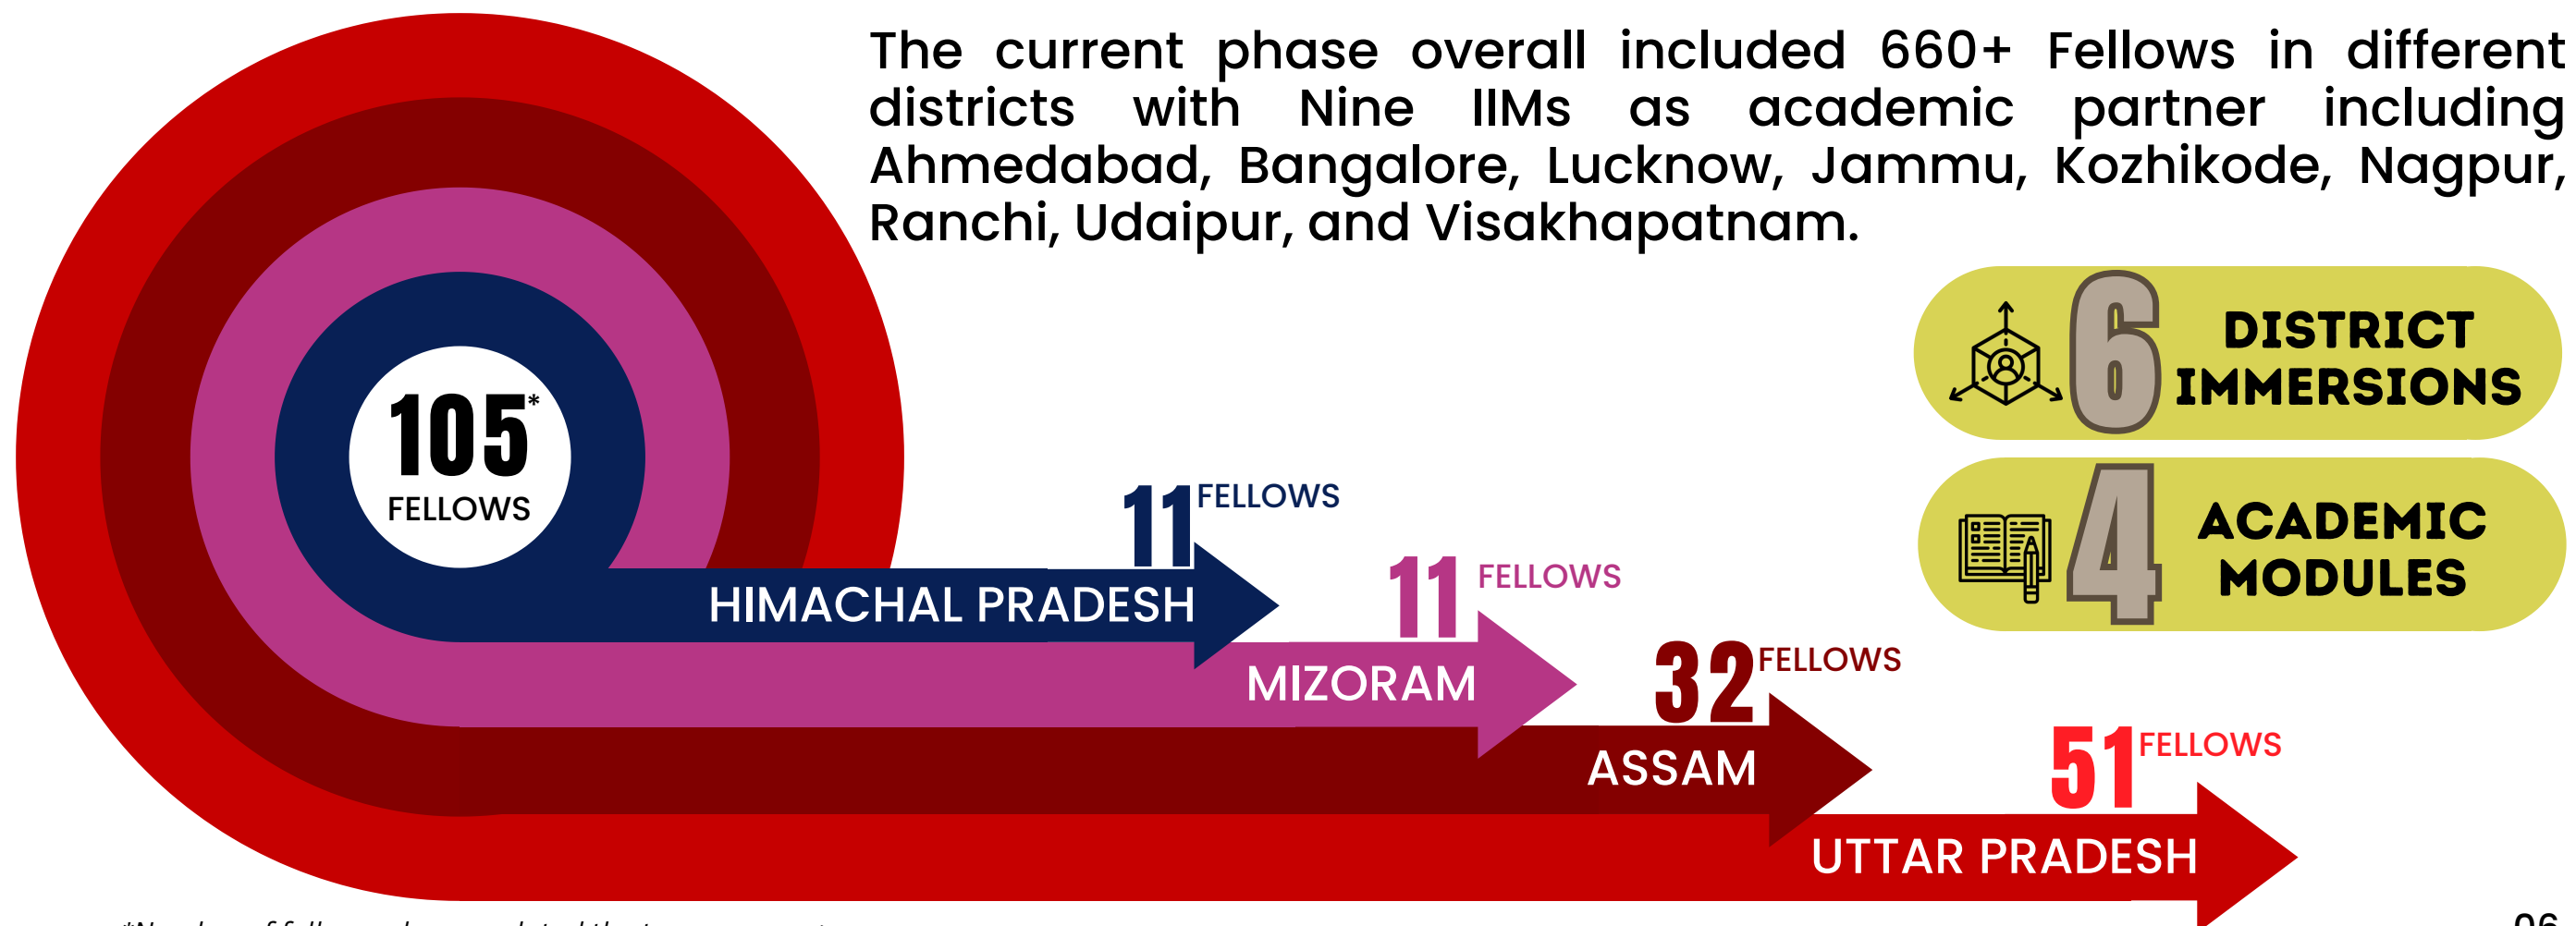 The current phase overall included 660+ Fellows in different
districts with Nine IIMs as academic partner including
Ahmedabad, Bangalore, Lucknow, Jammu, Kozhikode, Nagpur,
Ranchi, Udaipur, and Visakhapatnam.
6 DISTRICT
IMMERSIONS
4 ACADEMIC
MODULES
105*
FELLOWS
11 FELLOWS
HIMACHAL PRADESH
11 FELLOWS
MIZORAM
32 FELLOWS
ASSAM
51 FELLOWS
UTTAR PRADESH